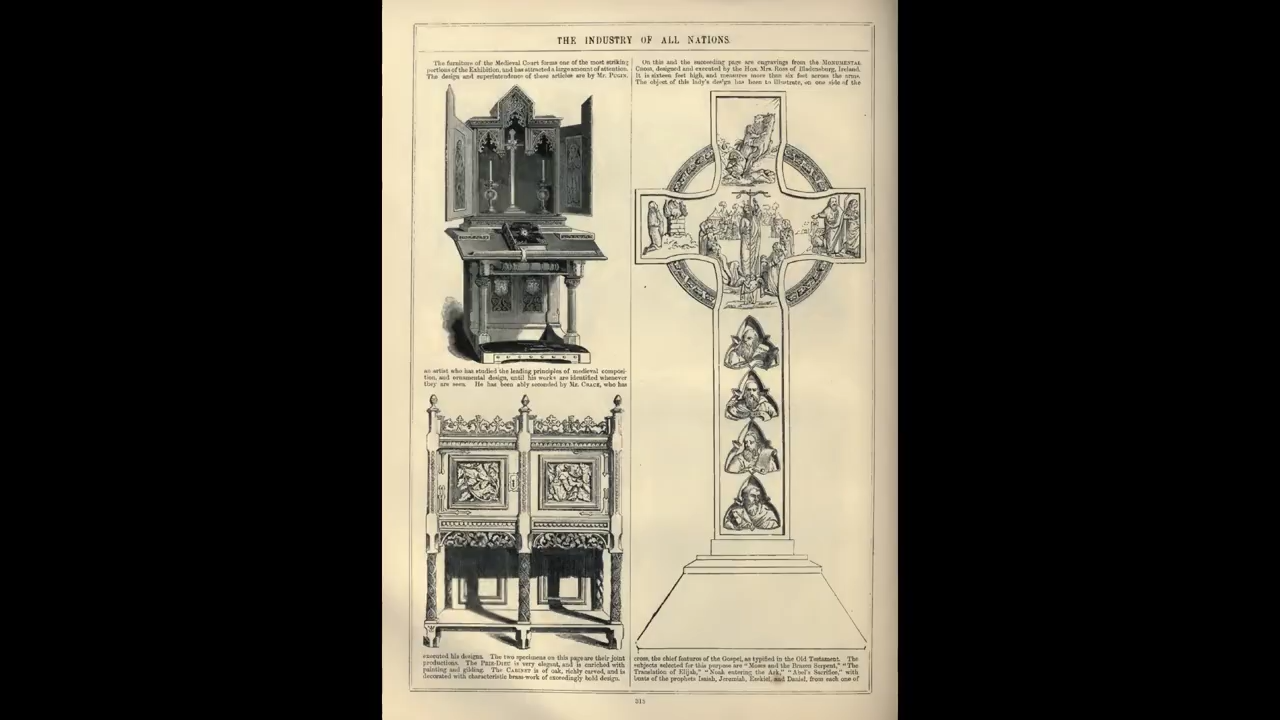 THE INDUSTRY OF ALL NATIONS.
The furniture of the Medieval Court forms one of the most striking
portions of the Exhibition, and has attracted a large amount of attention.
The design and superintendence of these articles are by Mr. Pugin,
an artist who has studied the leading principles of medieval composi-
tion, and ornamental design, until his works are identified whenever
they are seen. He has been ably seconded by Mr. Crace, who has
executed his designs. The two specimens on this page are their joint
productions. The Prie-Dieu is very elegant, and is enriched with
painting and gilding. The Cabinet is of oak, richly carved, and is
decorated with characteristic brass-work of exceedingly bold design.
On this and the succeeding page are engravings from the Monumental
Cross, designed and executed by the Hon. Mrs. Ross of Bladensburg, Ireland.
It is sixteen feet high, and measures more than six feet across the arms.
The object of this lady's design has been to illustrate, on one side of the
cross, the chief features of the Gospel, as typified in the Old Testament. The
subjects selected for this purpose are "Moses and the Brazen Serpent," "The
Translation of Elijah," "Noah entering the Ark," "Abel's Sacrifice," with
busts of the prophets Isaiah, Jeremiah, Ezekiel, and Daniel, from each one of